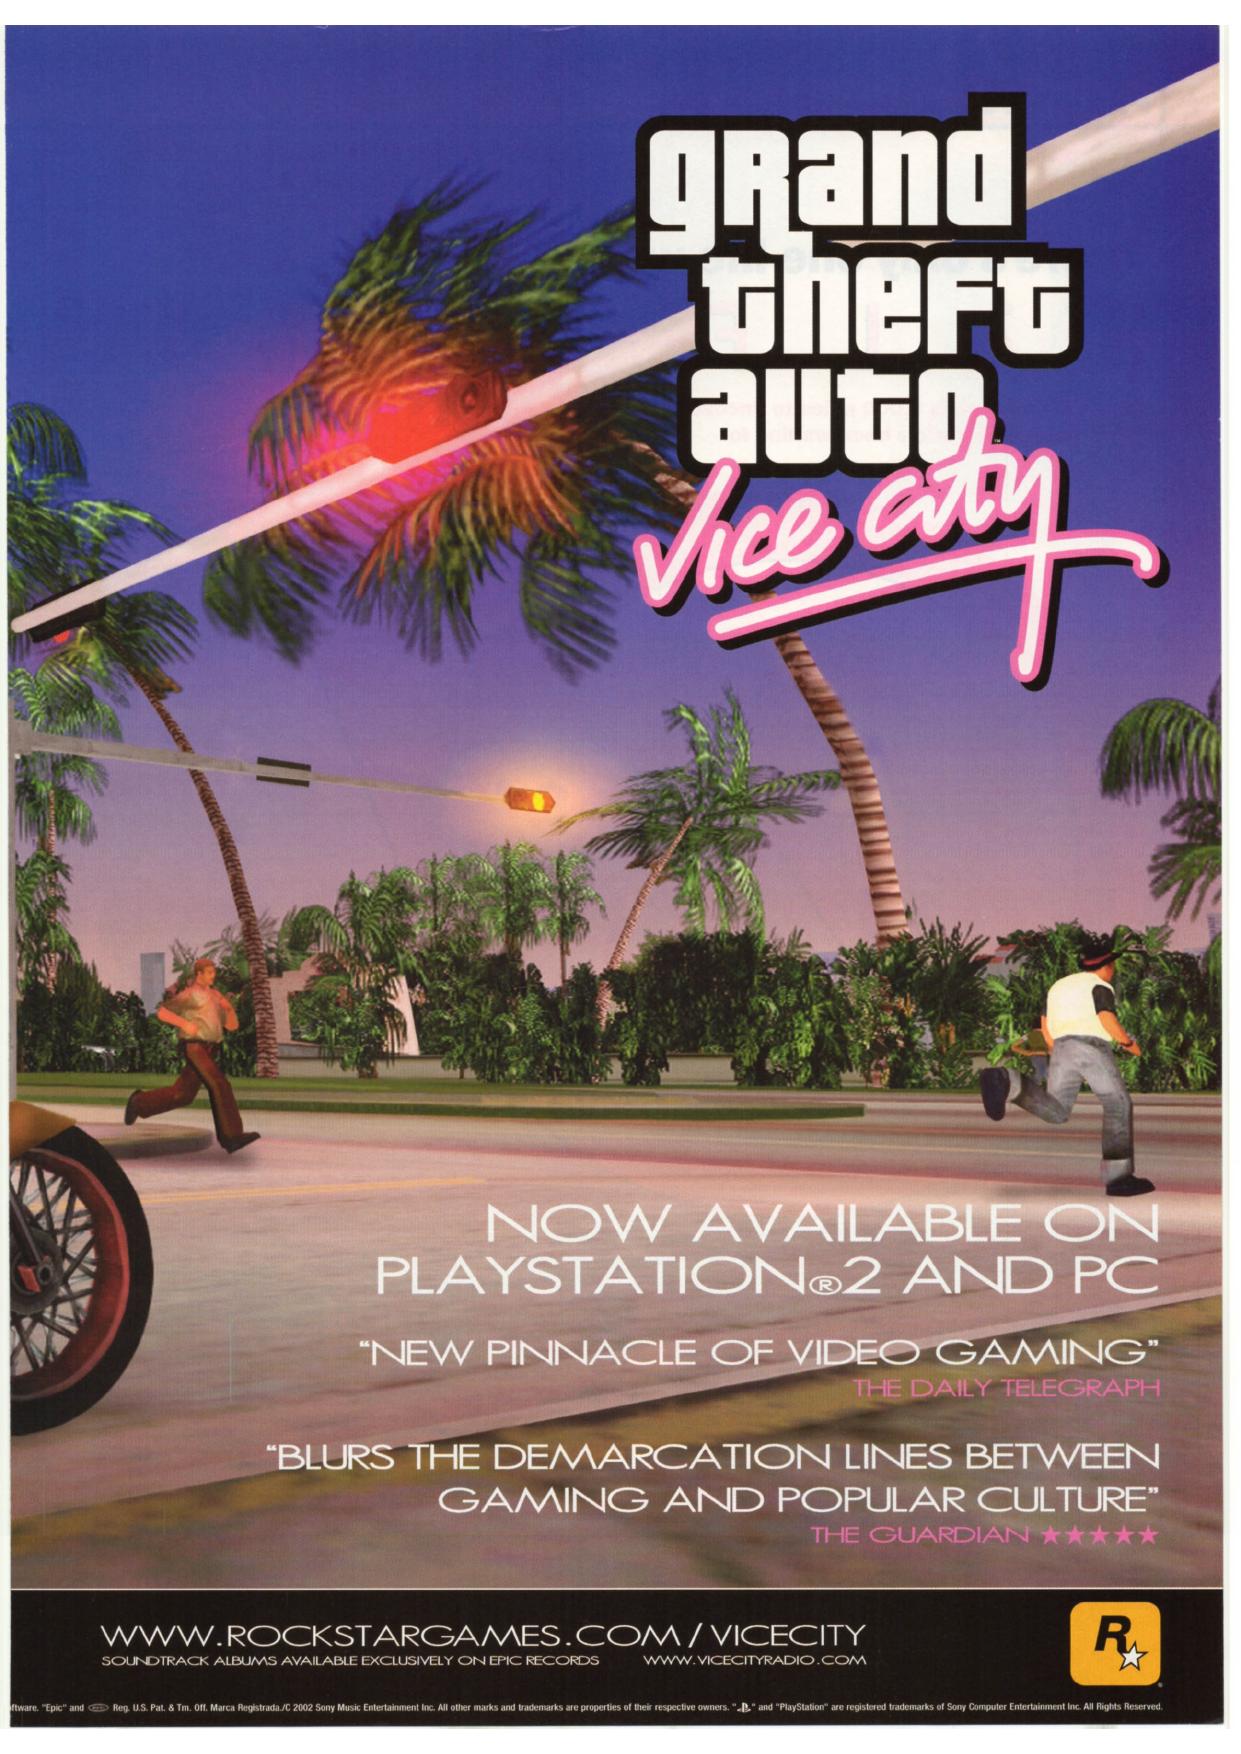 grand
theft
auto
™
vice city
NOW AVAILABLE ON
PLAYSTATION®2 AND PC
“NEW PINNACLE OF VIDEO GAMING”
THE DAILY TELEGRAPH
“BLURS THE DEMARCATION LINES BETWEEN
GAMING AND POPULAR CULTURE”
THE GUARDIAN ★★★★★
WWW.ROCKSTARGAMES.COM/VICECITY
SOUNDTRACK ALBUMS AVAILABLE EXCLUSIVELY ON EPIC RECORDS WWW.VICECITYRADIO.COM
R★
®
ftware. "Epic" and Reg. U.S. Pat. & Tm. Off. Marca Registrada./C 2002 Sony Music Entertainment Inc. All other marks and trademarks are properties of their respective owners. " " and "PlayStation" are registered trademarks of Sony Computer Entertainment Inc. All Rights Reserved.